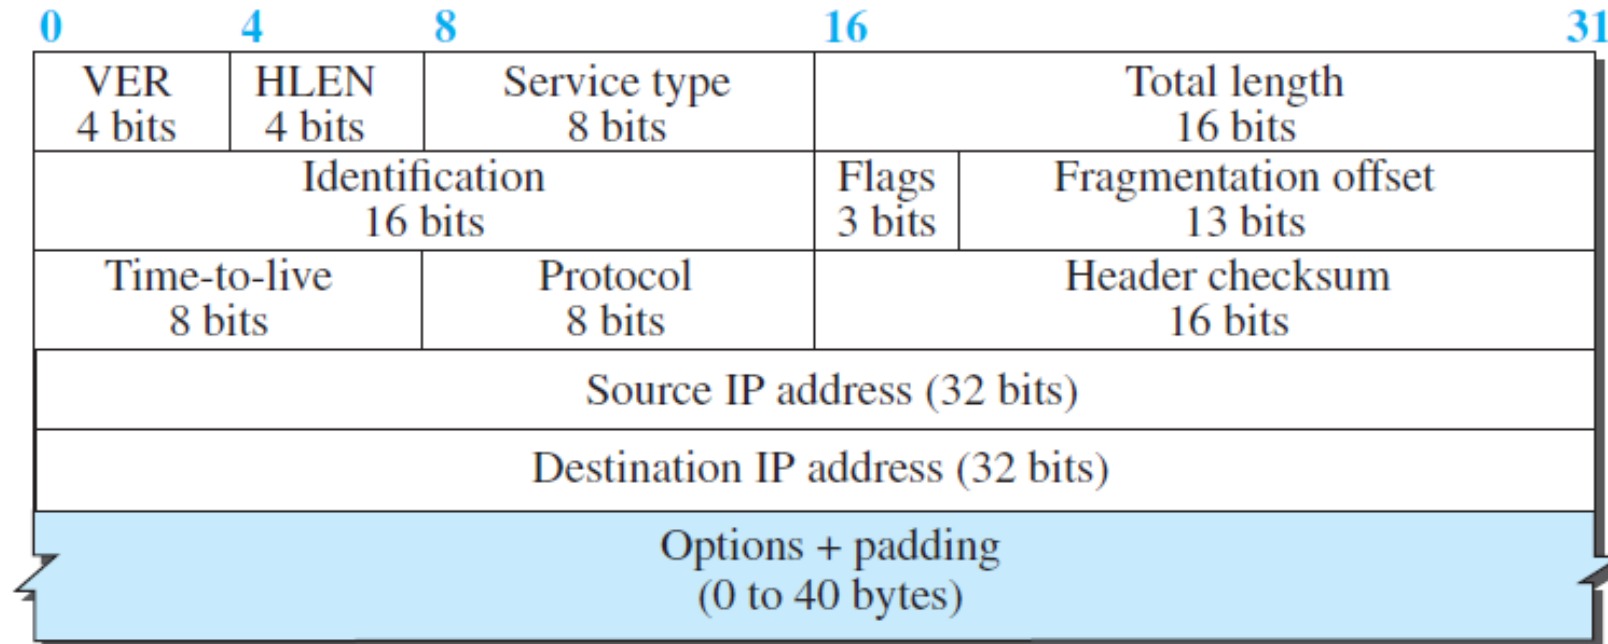 0 4 8 16 31
VER HLEN Service type Total length
4 bits 4 bits 8 bits 16 bits
Identification Flags Fragmentation offset
16 bits 3 bits 13 bits
Time-to-live Protocol Header checksum
8 bits 8 bits 16 bits
Source IP address (32 bits)
Destination IP address (32 bits)
Options + padding
(0 to 40 bytes)